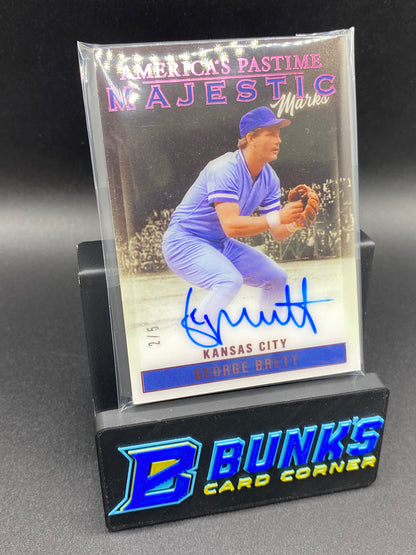 AMERICA'S PASTIME
MAJESTIC
Marks
2/5
KANSAS CITY
GEORGE BRETT
B BUNK'S
CARD CORNER